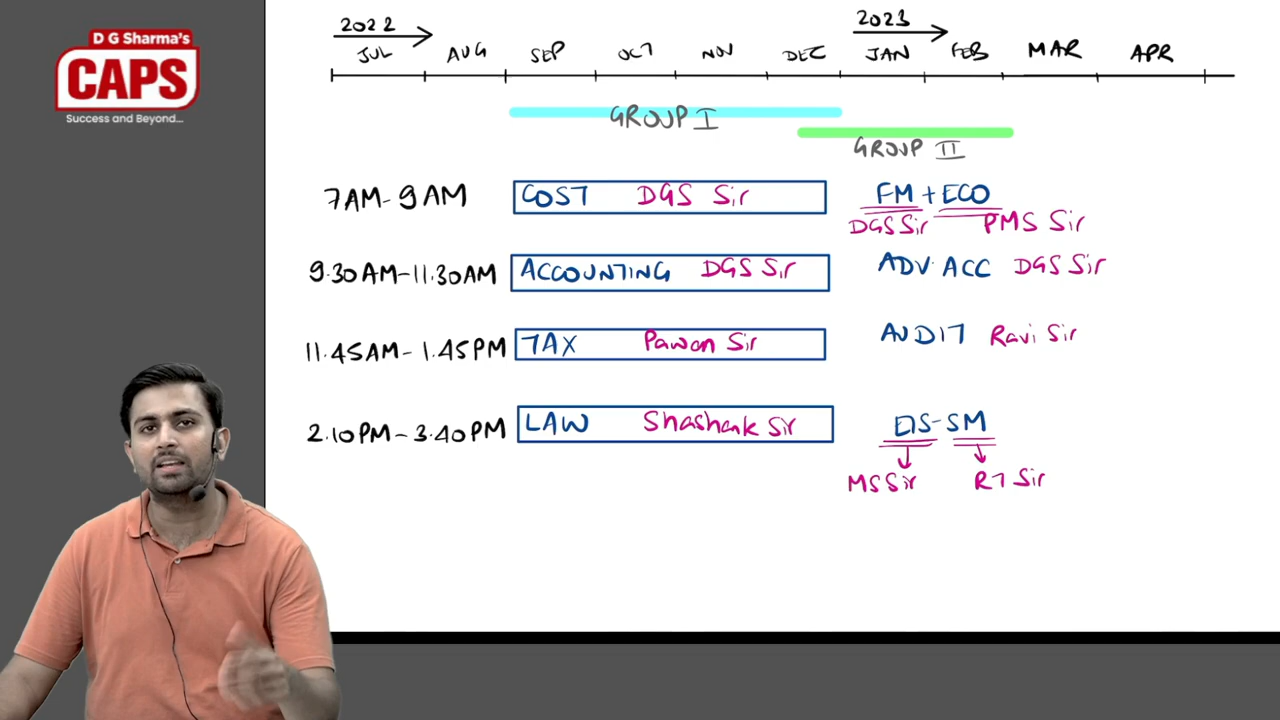 D G Sharma's
CAPS
Success and Beyond...
2022 2023
JUL AUG SEP OCT NOV DEC JAN FEB MAR APR
GROUP I
GROUP II
7AM-9AM COST DGS Sir FM + ECO
DGS Sir PMS Sir
9.30AM-11.30AM ACCOUNTING DGS Sir ADV. ACC DGS Sir
11.45AM-1.45PM TAX Pawan Sir AUDIT Ravi Sir
2.10PM-3.40PM LAW Shashank Sir EIS-SM
MS Sir RT Sir